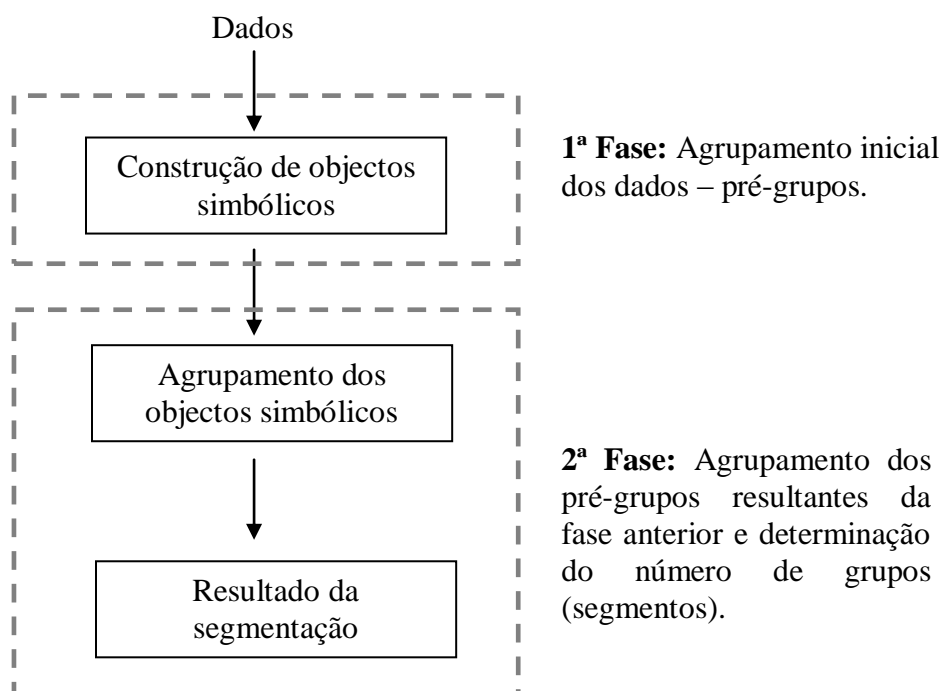 Dados
Construção de objectos
simbólicos
1ª Fase: Agrupamento inicial
dos dados – pré-grupos.
Agrupamento dos
objectos simbólicos
Resultado da
segmentação
2ª Fase: Agrupamento dos
pré-grupos resultantes da
fase anterior e determinação
do número de grupos
(segmentos).